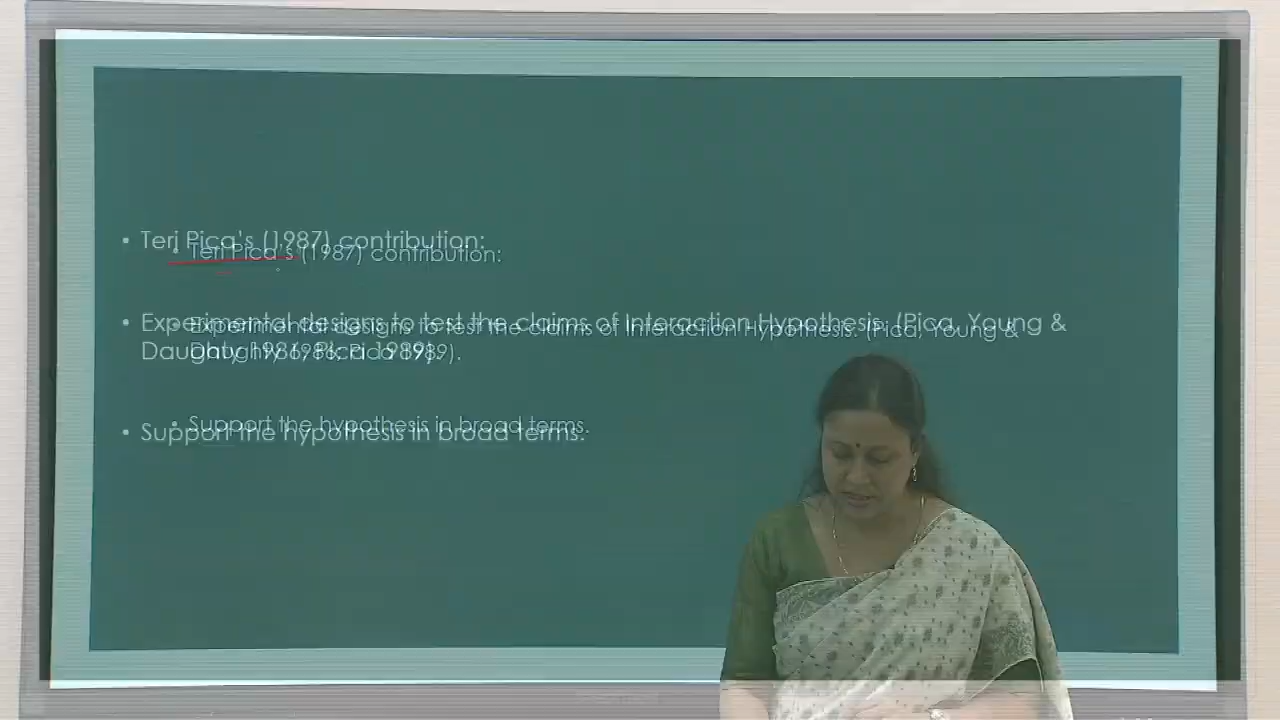 • Teri Pica's (1987) contribution:
• Experimental designs to test the claims of Interaction Hypothesis. (Pica, Young &
Daughty 1986; Pica 1989).
• Support the hypothesis in broad terms.